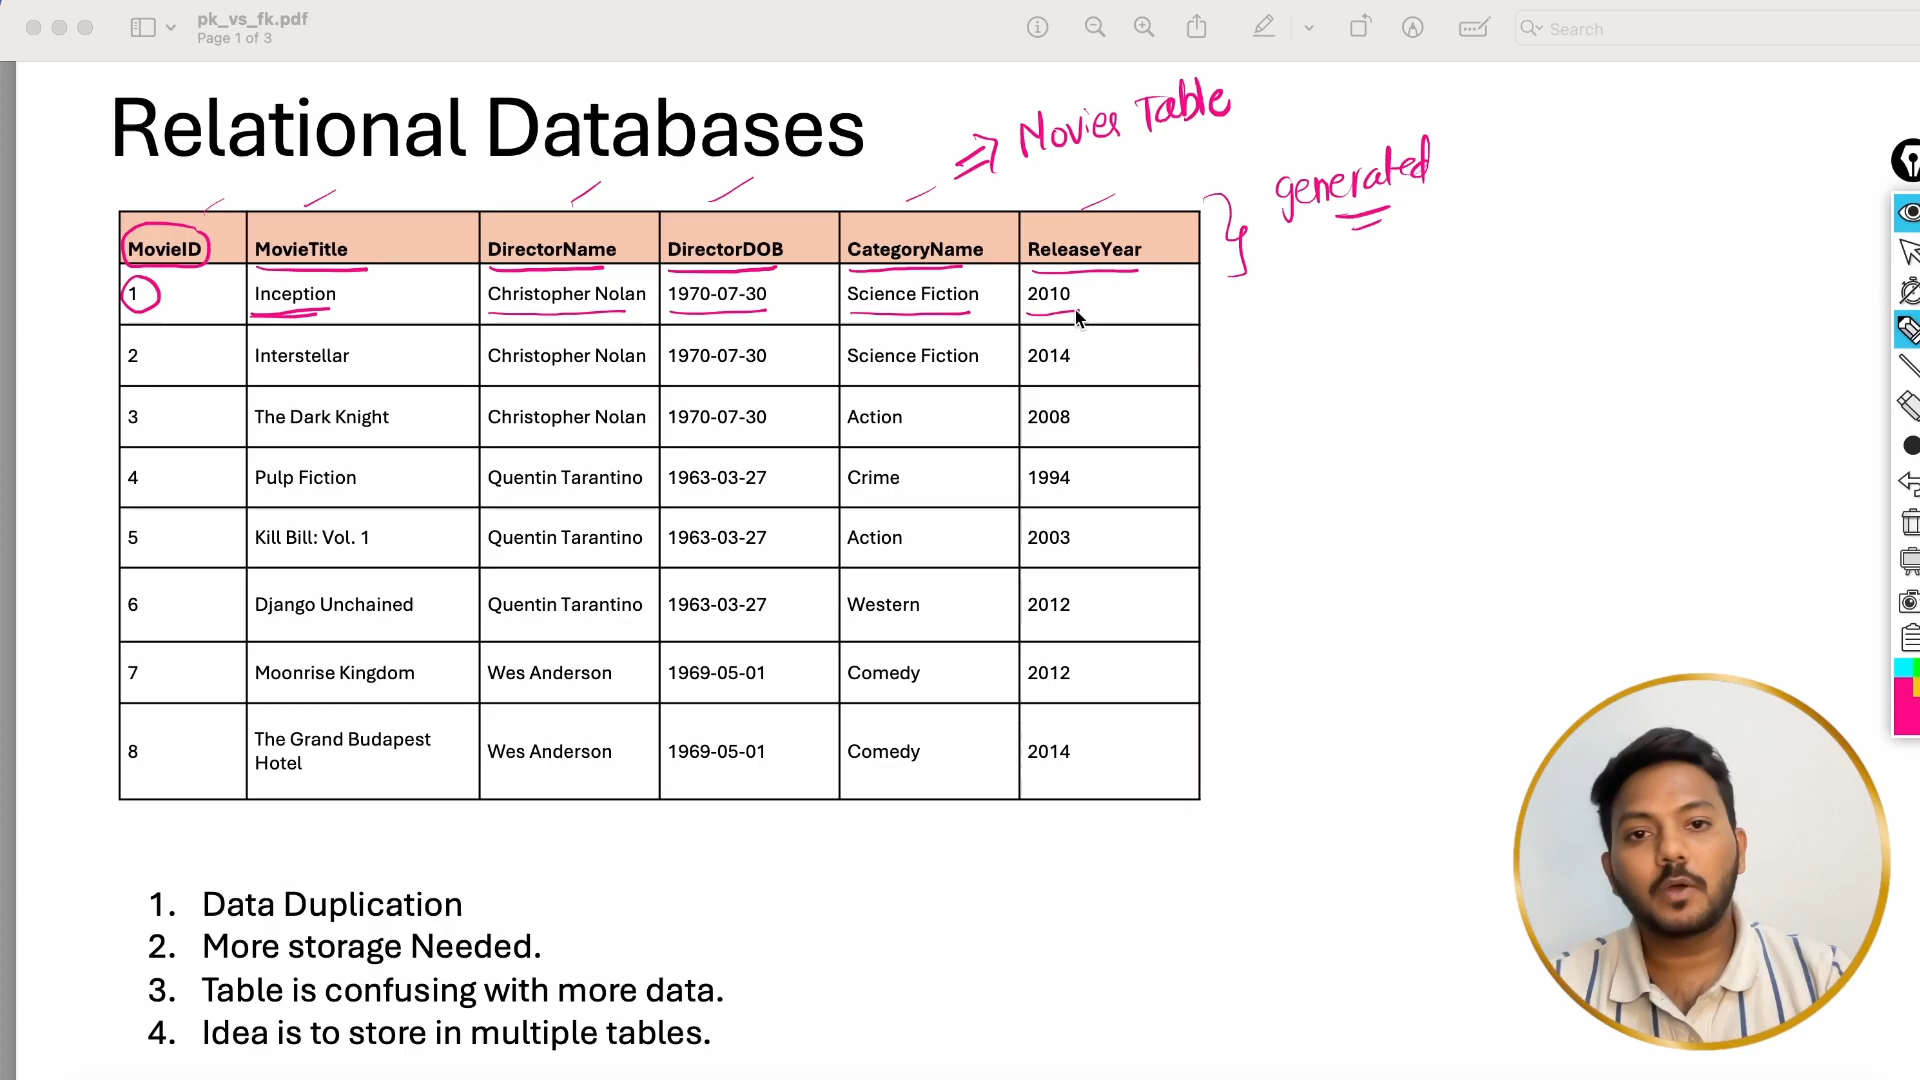 pk_vs_fk.pdf
Page 1 of 3
Search
Relational Databases
⇒ Movies Table
generated
MovieID MovieTitle DirectorName DirectorDOB CategoryName ReleaseYear
1 Inception Christopher Nolan 1970-07-30 Science Fiction 2010
2 Interstellar Christopher Nolan 1970-07-30 Science Fiction 2014
3 The Dark Knight Christopher Nolan 1970-07-30 Action 2008
4 Pulp Fiction Quentin Tarantino 1963-03-27 Crime 1994
5 Kill Bill: Vol. 1 Quentin Tarantino 1963-03-27 Action 2003
6 Django Unchained Quentin Tarantino 1963-03-27 Western 2012
7 Moonrise Kingdom Wes Anderson 1969-05-01 Comedy 2012
8 The Grand Budapest Hotel Wes Anderson 1969-05-01 Comedy 2014
1. Data Duplication
2. More storage Needed.
3. Table is confusing with more data.
4. Idea is to store in multiple tables.